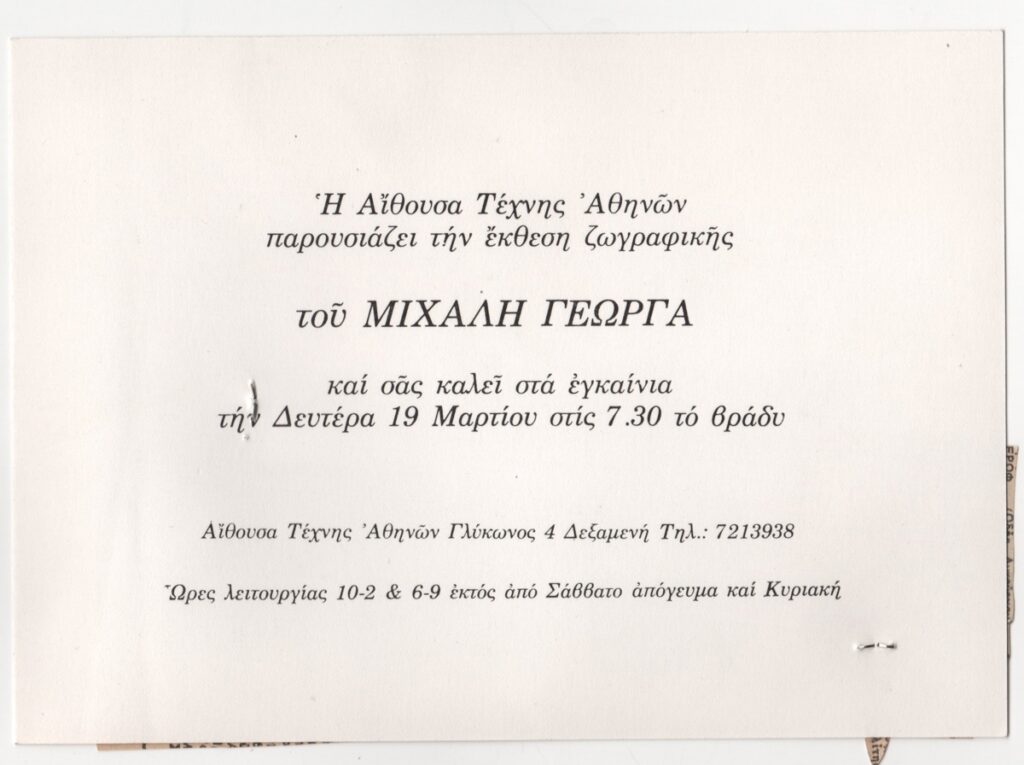 Ἡ Αἴθουσα Τέχνης Ἀθηνῶν
παρουσιάζει τήν ἔκθεση ζωγραφικῆς
τοῦ ΜΙΧΑΛΗ ΓΕΩΡΓΑ
καί σᾶς καλεῖ στά ἐγκαίνια
τήν Δευτέρα 19 Μαρτίου στίς 7.30 τό βράδυ
Αἴθουσα Τέχνης Ἀθηνῶν Γλύκωνος 4 Δεξαμενή Τηλ.: 7213938
Ὧρες λειτουργίας 10-2 & 6-9 ἐκτός ἀπό Σάββατο ἀπόγευμα καί Κυριακή